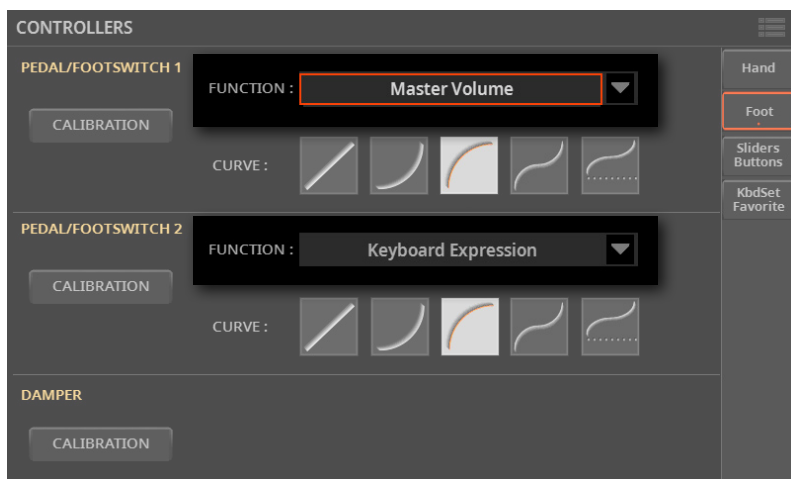 CONTROLLERS
PEDAL/FOOTSWITCH 1
FUNCTION :
Master Volume
CALIBRATION
CURVE :
PEDAL/FOOTSWITCH 2
FUNCTION :
Keyboard Expression
CALIBRATION
CURVE :
DAMPER
CALIBRATION
Hand
Foot
Sliders
Buttons
KbdSet
Favorite